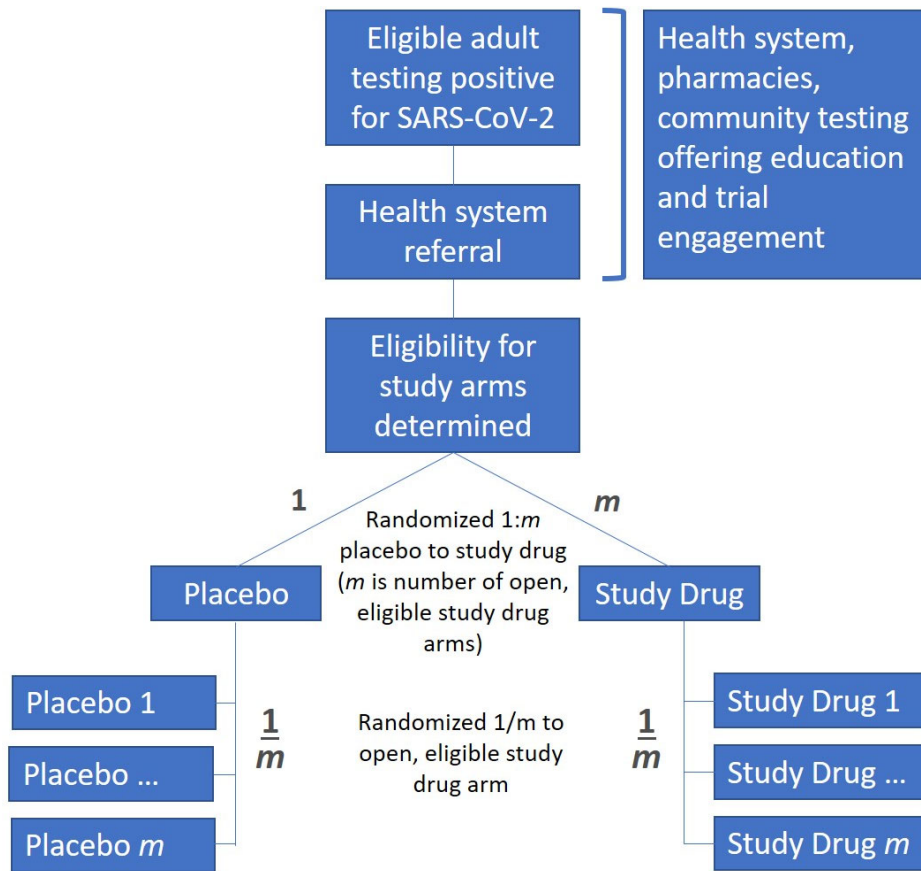 Eligible adult
testing positive
for SARS-CoV-2
Health system,
pharmacies,
community testing
offering education
and trial
engagement
Health system
referral
Eligibility for
study arms
determined
1
m
Randomized 1:m
placebo to study drug
(m is number of open,
eligible study drug
arms)
Placebo
Study Drug
Placebo 1
Placebo ...
Placebo m
1
m
Randomized 1/m to
open, eligible study
drug arm
1
m
Study Drug 1
Study Drug ...
Study Drug m